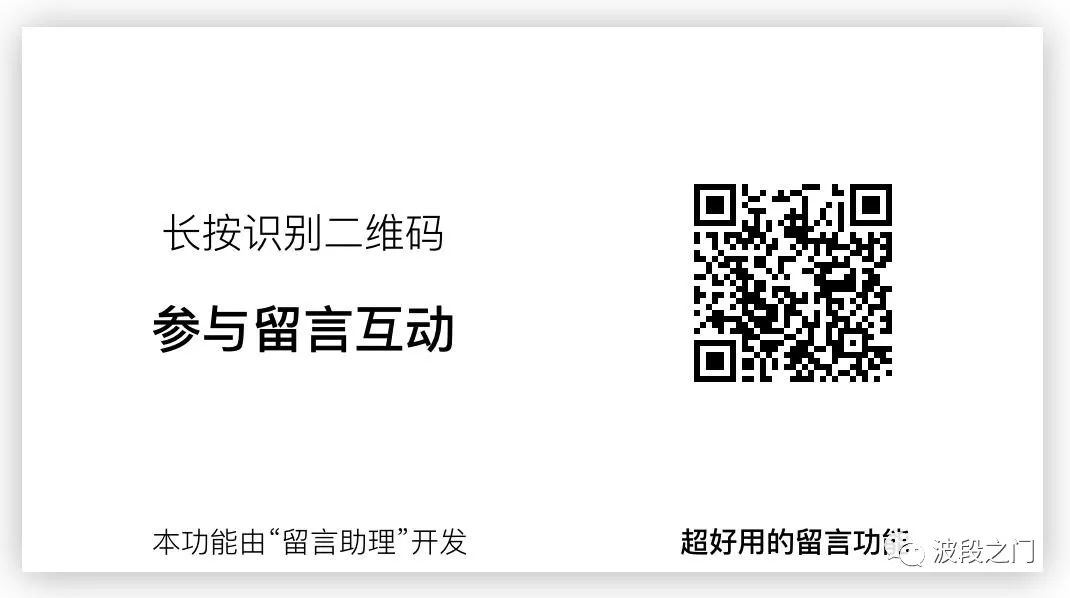 长按识别二维码
参与留言互动
本功能由“留言助理”开发
超好用的留言功能
波段之门